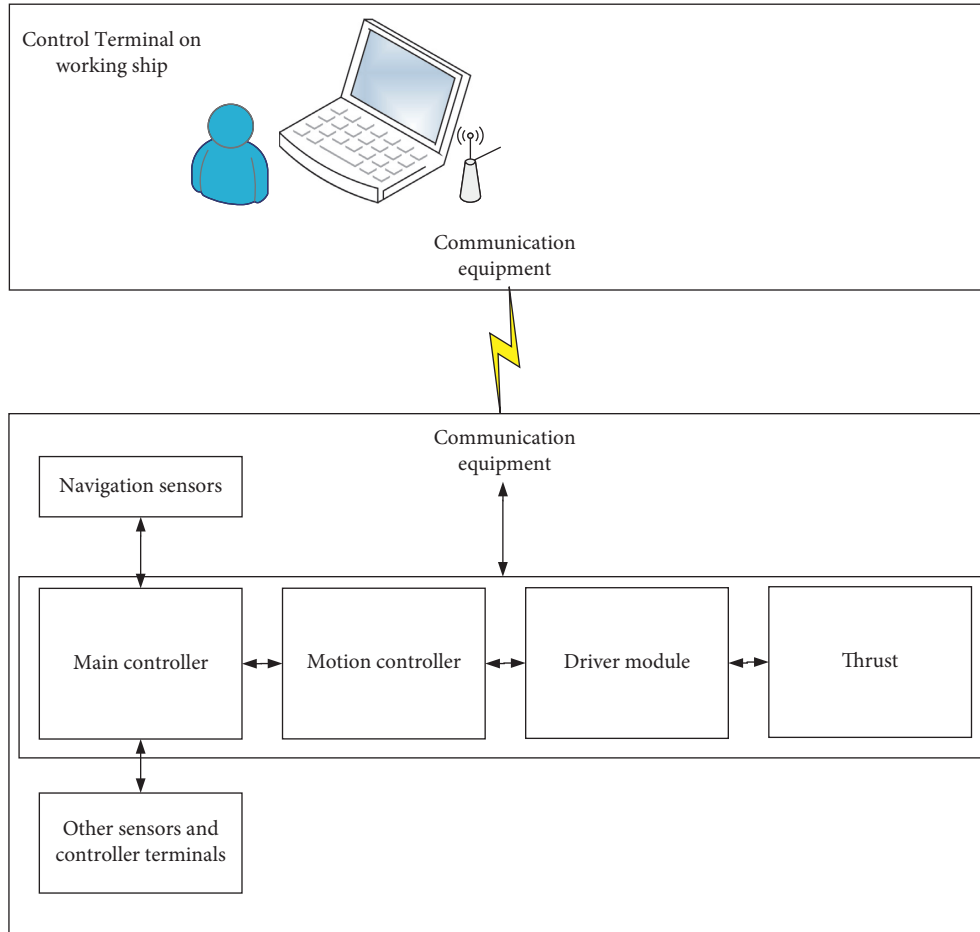 Control Terminal on
working ship
Communication
equipment
Communication
equipment
Navigation sensors
Main controller
Motion controller
Driver module
Thrust
Other sensors and
controller terminals